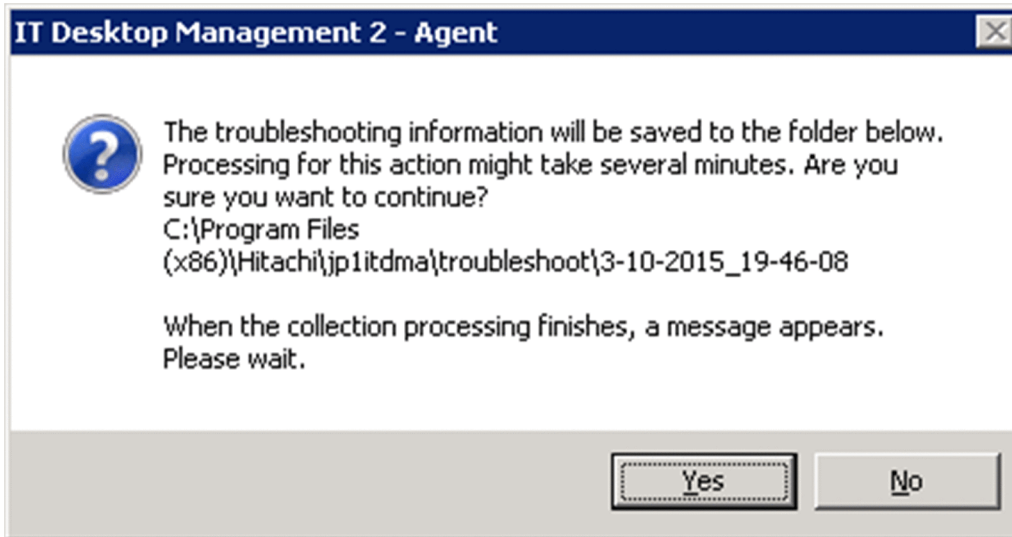 IT Desktop Management 2 - Agent
The troubleshooting information will be saved to the folder below.
Processing for this action might take several minutes. Are you
sure you want to continue?
C:\Program Files
(x86)\Hitachi\jp1itdma\troubleshoot\3-10-2015_19-46-08
When the collection processing finishes, a message appears.
Please wait.
Yes
No